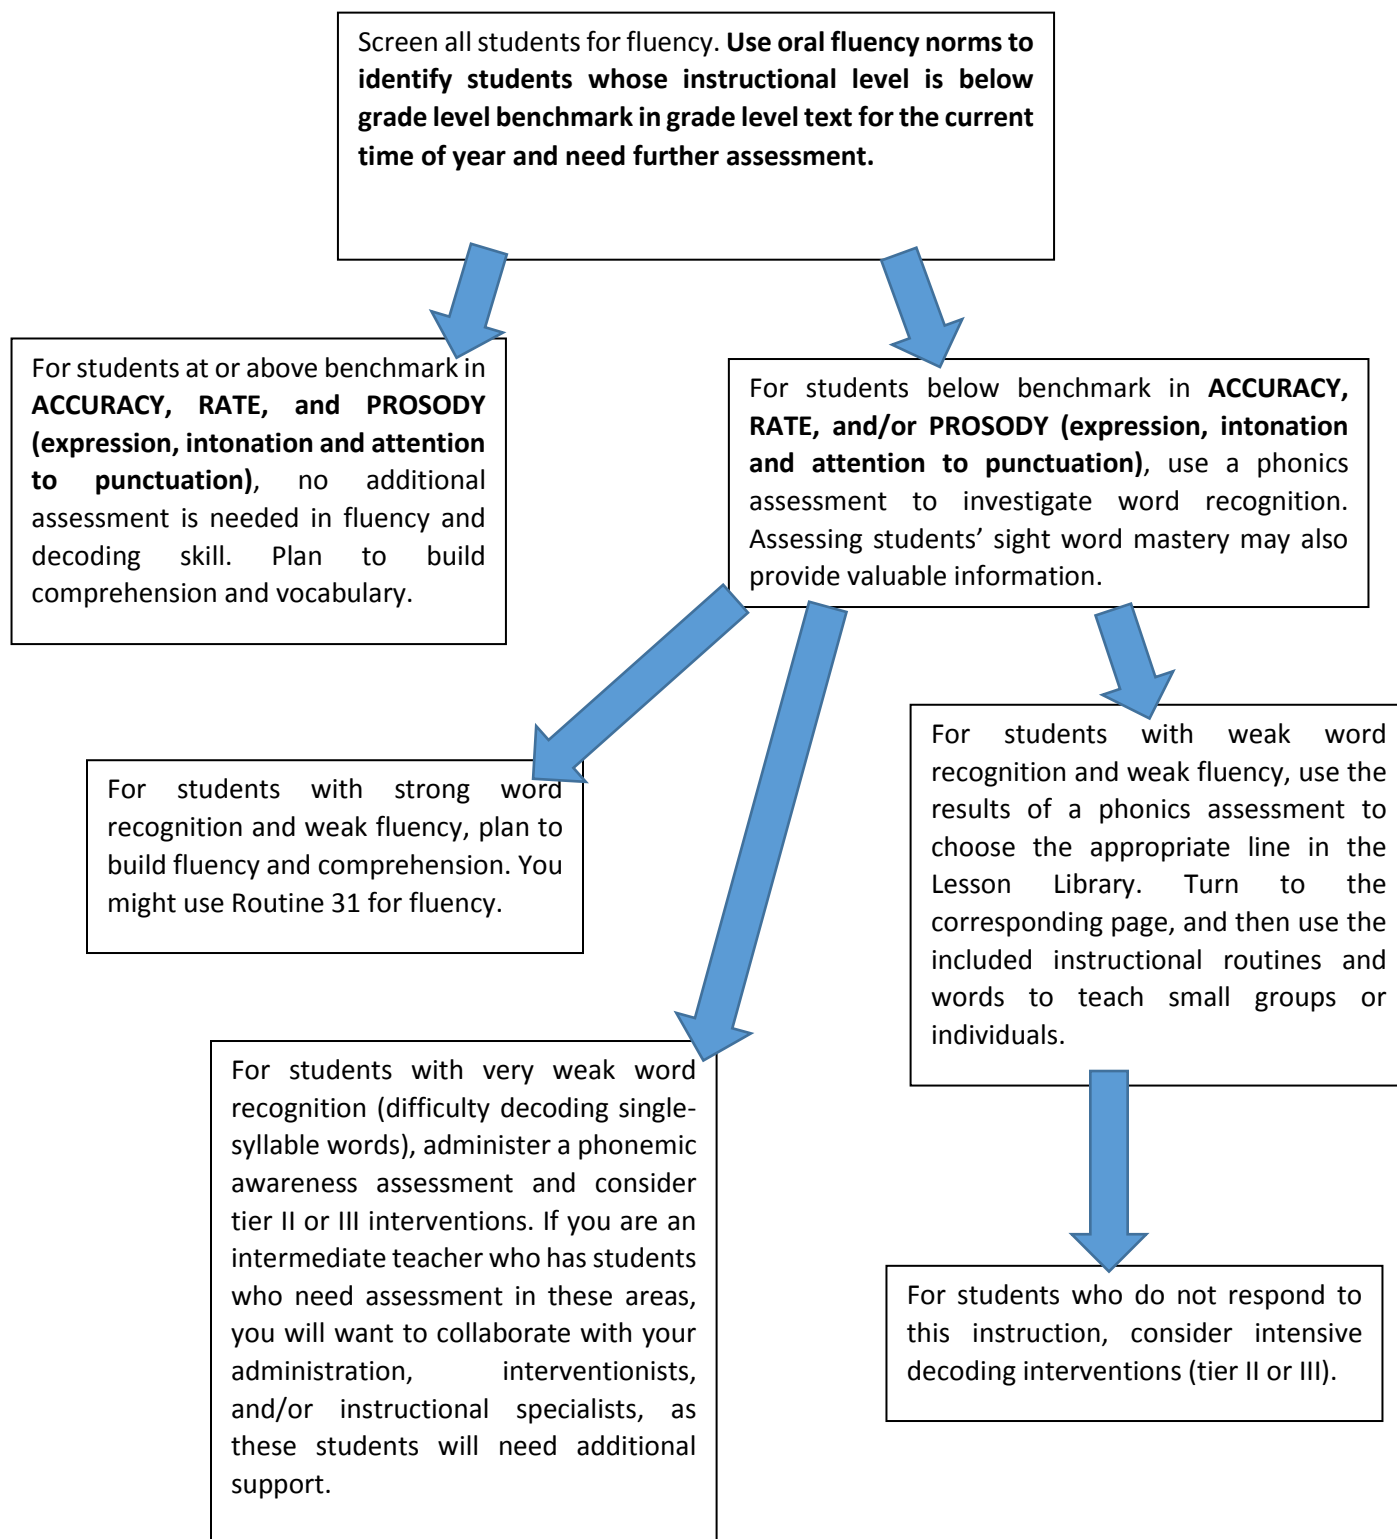 Screen all students for fluency. Use oral fluency norms to
identify students whose instructional level is below
grade level benchmark in grade level text for the current
time of year and need further assessment.
For students at or above benchmark in
ACCURACY, RATE, and PROSODY
(expression, intonation and attention
to punctuation), no additional
assessment is needed in fluency and
decoding skill. Plan to build
comprehension and vocabulary.
For students below benchmark in ACCURACY,
RATE, and/or PROSODY (expression, intonation
and attention to punctuation), use a phonics
assessment to investigate word recognition.
Assessing students’ sight word mastery may also
provide valuable information.
For students with strong word
recognition and weak fluency, plan to
build fluency and comprehension. You
might use Routine 31 for fluency.
For students with very weak word
recognition (difficulty decoding single-
syllable words), administer a phonemic
awareness assessment and consider
tier II or III interventions. If you are an
intermediate teacher who has students
who need assessment in these areas,
you will want to collaborate with your
administration, interventionists,
and/or instructional specialists, as
these students will need additional
support.
For students with weak word
recognition and weak fluency, use the
results of a phonics assessment to
choose the appropriate line in the
Lesson Library. Turn to the
corresponding page, and then use the
included instructional routines and
words to teach small groups or
individuals.
For students who do not respond to
this instruction, consider intensive
decoding interventions (tier II or III).